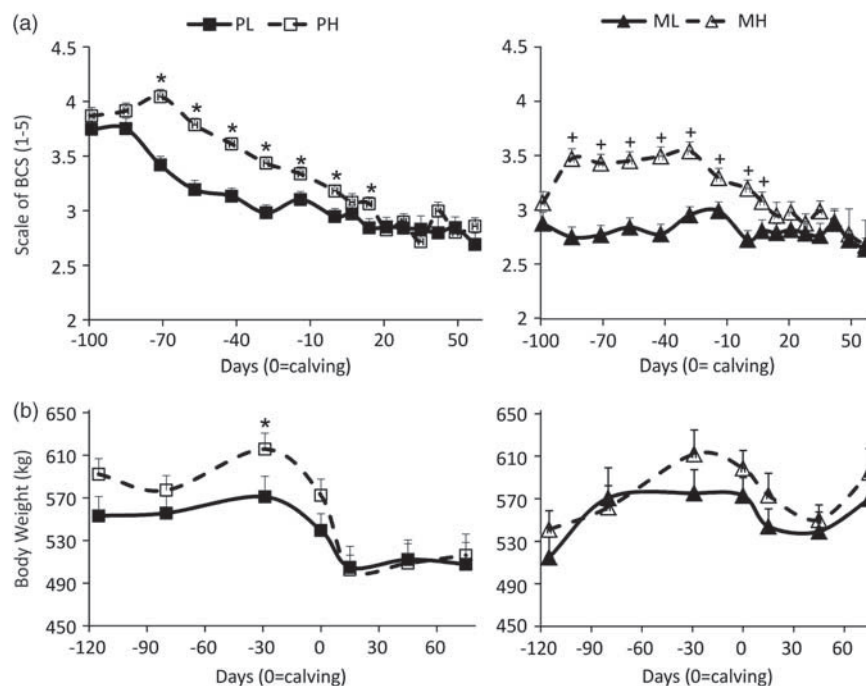 (a)
PL PH
ML MH
Scale of BCS (1-5)
4.5
4
3.5
3
2.5
2
* * * * * * *
-100 -70 -40 -10 20 50
Days (0=calving)
4.5
4
3.5
3
2.5
2
+ + + + + + + +
-100 -70 -40 -10 20 50
Days (0=calving)
(b)
Body Weight (kg)
650
610
570
530
490
450
*
-120 -90 -60 -30 0 30 60
Days (0=calving)
650
610
570
530
490
450
-120 -90 -60 -30 0 30 60
Days (0=calving)